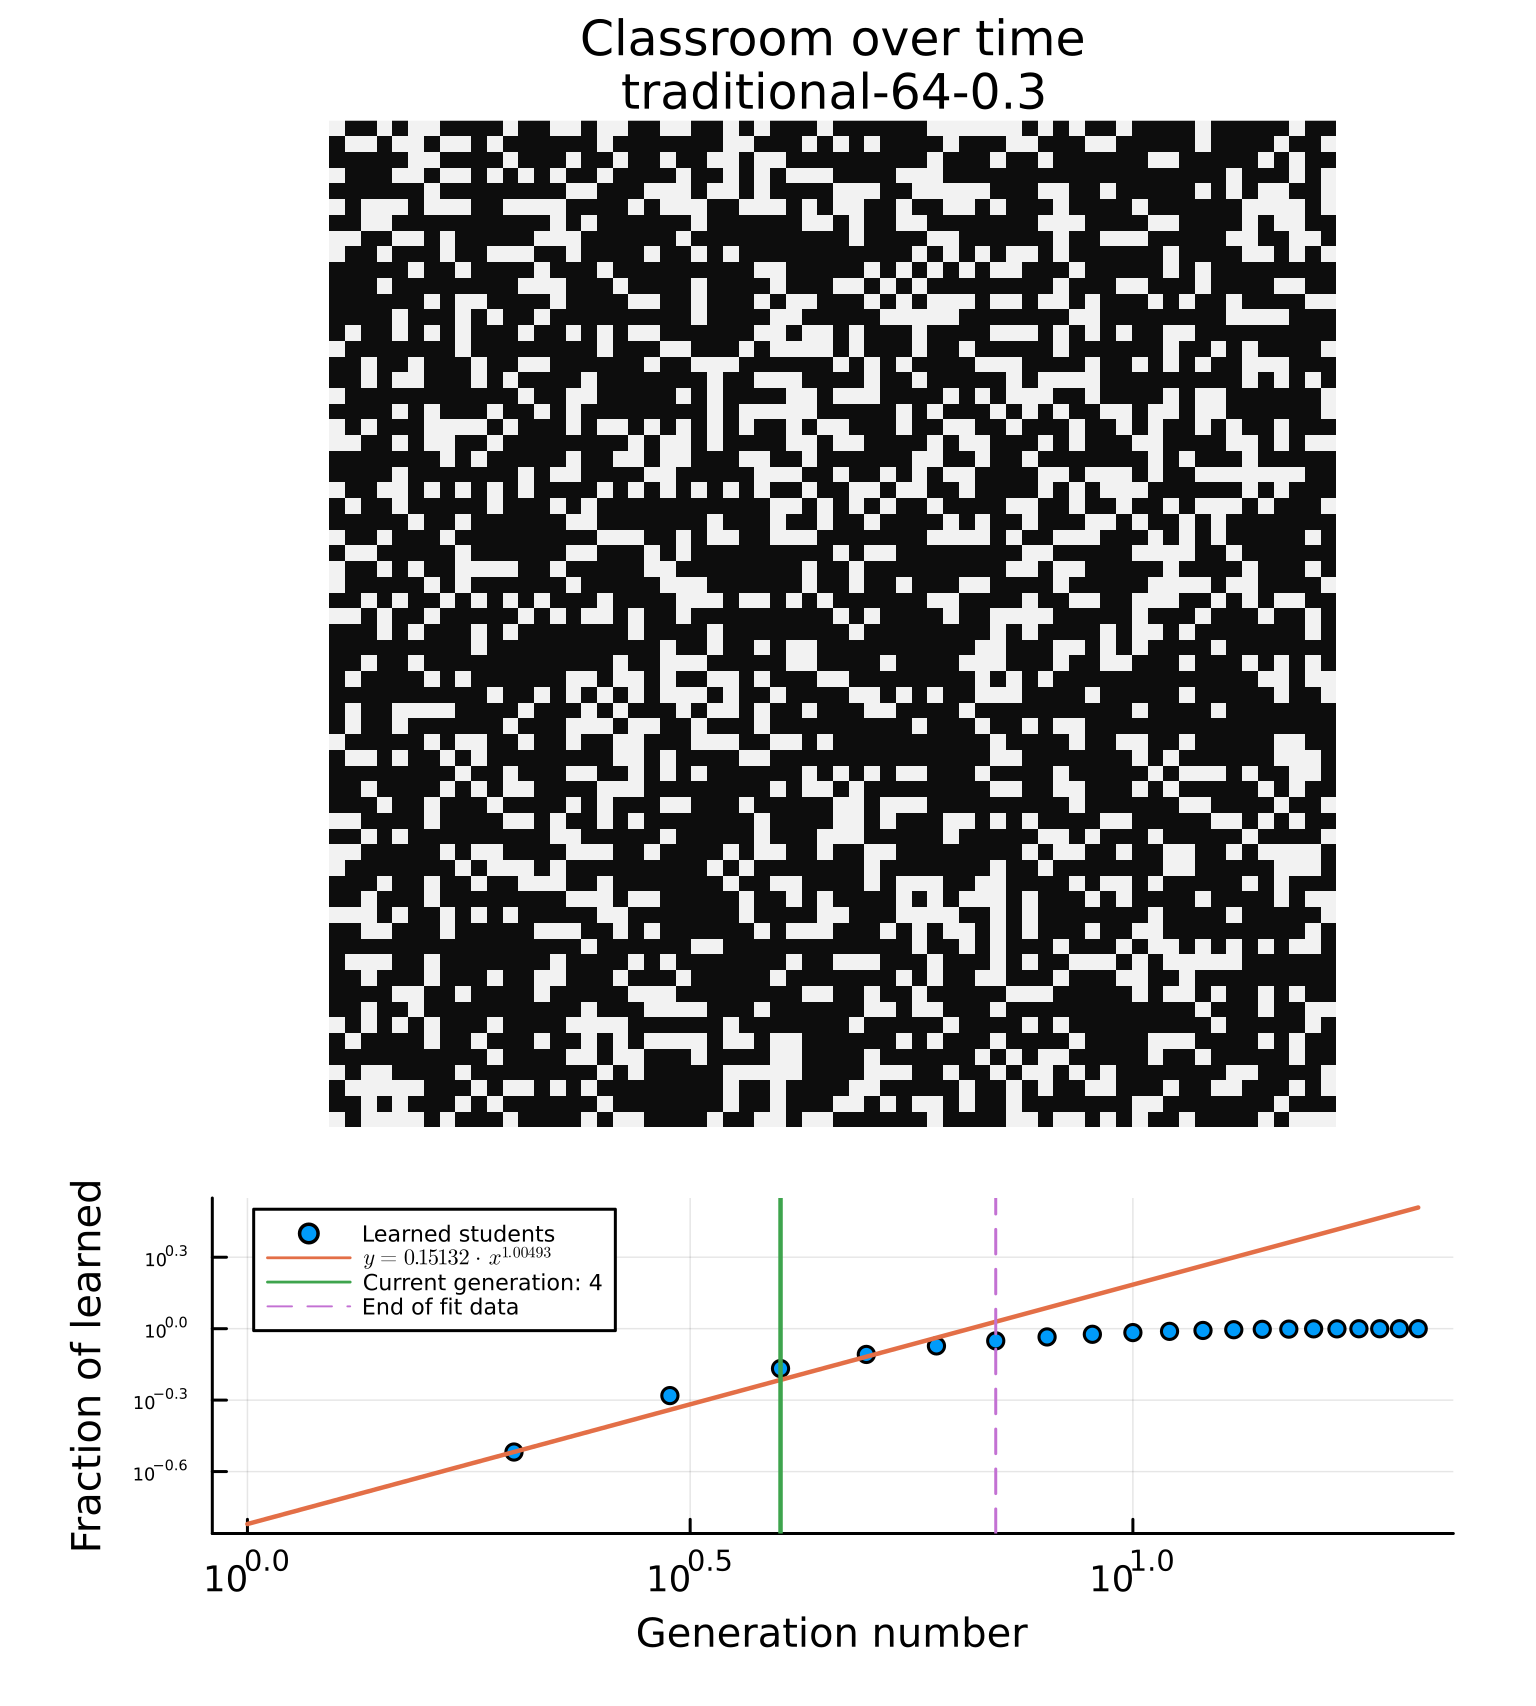 Classroom over time
traditional-64-0.3
Fraction of learned
10^0.3
10^0.0
10^−0.3
10^−0.6
Learned students
y = 0.15132 · x^1.00493
Current generation: 4
End of fit data
10^0.0 10^0.5 10^1.0
Generation number